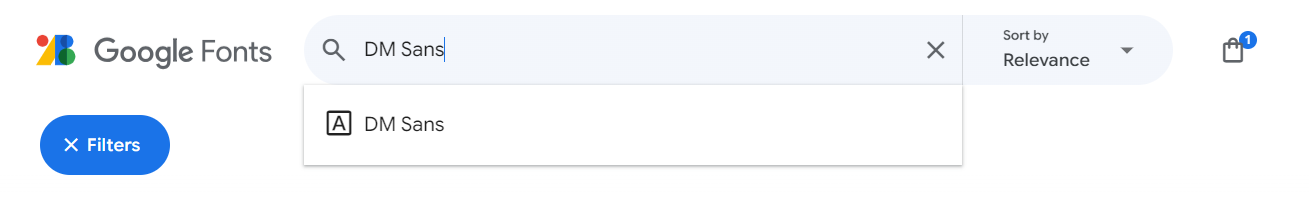 Google Fonts
DM Sans
Sort by
Relevance
1
A DM Sans
Filters